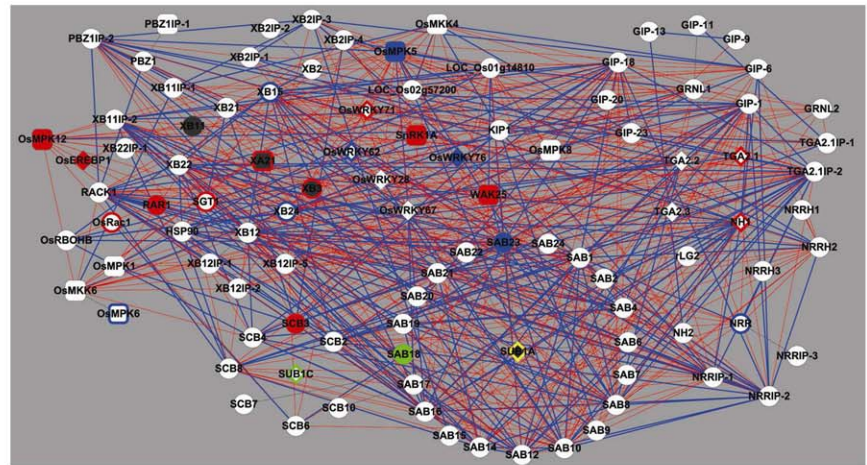 PBZ1IP-1
XB2IP-2
XB2IP-3
OsMKK4
GIP-13
GIP-11
PBZ1IP-2
XB2IP-4
GIP-9
OsMPK5
PBZ1
XB2IP-1
XB2
LOC_Os01g14810
GIP-18
GIP-6
XB11IP-1
XB15
LOC_Os02g57200
GIP-20
GRNL1
GIP-1
GRNL2
XB21
OsWRKY71
XB11IP-2
XB11
SnRK1A
KIP1
GIP-23
OsMPK12
XB22IP-1
OsWRKY62
OsMPK8
TGA2.1IP-1
OsEREBP1
XB22
XA21
OsWRKY76
TGA2.2
TGA2.1
TGA2.1IP-2
OsWRKY28
RACK1
XB3
WAK25
RAR1
SGT1
XB24
OsWRKY67
TGA2.3
NRRH1
OsRac1
NH1
OsRBOHB
HSP90
XB12
SAB23
SAB24
NRRH2
SAB22
SAB1
rLG2
OsMPK1
XB12IP-1
XB12IP-5
SAB21
SAB2
NRRH3
OsMKK6
XB12IP-2
SAB20
SAB4
OsMPK6
SCB3
SAB19
NRR
SCB4
SCB2
SAB6
NH2
SAB18
SUB1A
NRRIP-3
SCB8
SUB1C
SAB7
NRRIP-1
SAB17
NRRIP-2
SCB7
SCB10
SAB16
SAB8
SCB6
SAB15
SAB9
SAB14
SAB12
SAB10